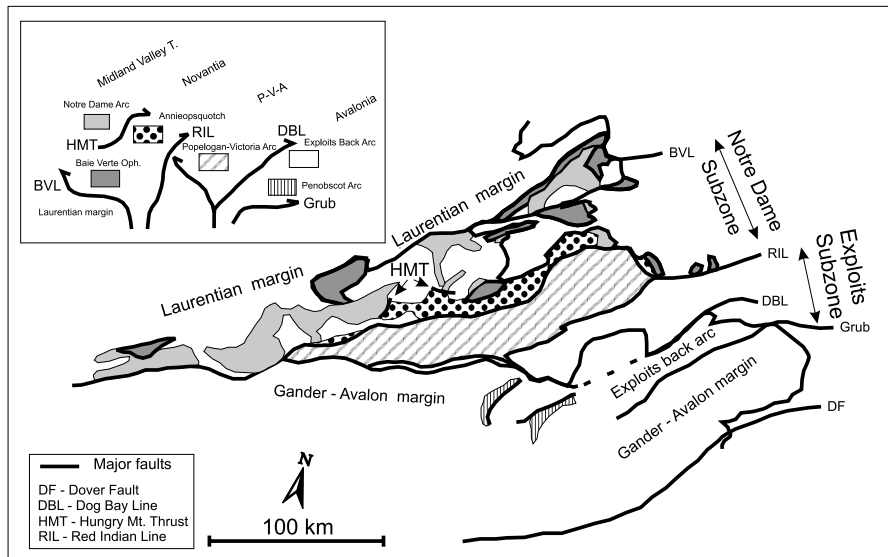 Midland Valley T.
Novantia
P-V-A
Avalonia
Notre Dame Arc
Annieopsquotch
HMT
RIL
DBL
Popelogan-Victoria Arc
Exploits Back Arc
Baie Verte Oph.
BVL
Penobscot Arc
Grub
Laurentian margin
BVL
Notre Dame
Subzone
Laurentian margin
RIL
Exploits
Subzone
HMT
Laurentian margin
DBL
Grub
Exploits back arc
Gander - Avalon margin
Gander - Avalon margin
DF
Major faults
DF - Dover Fault
DBL - Dog Bay Line
HMT - Hungry Mt. Thrust
RIL - Red Indian Line
N
100 km